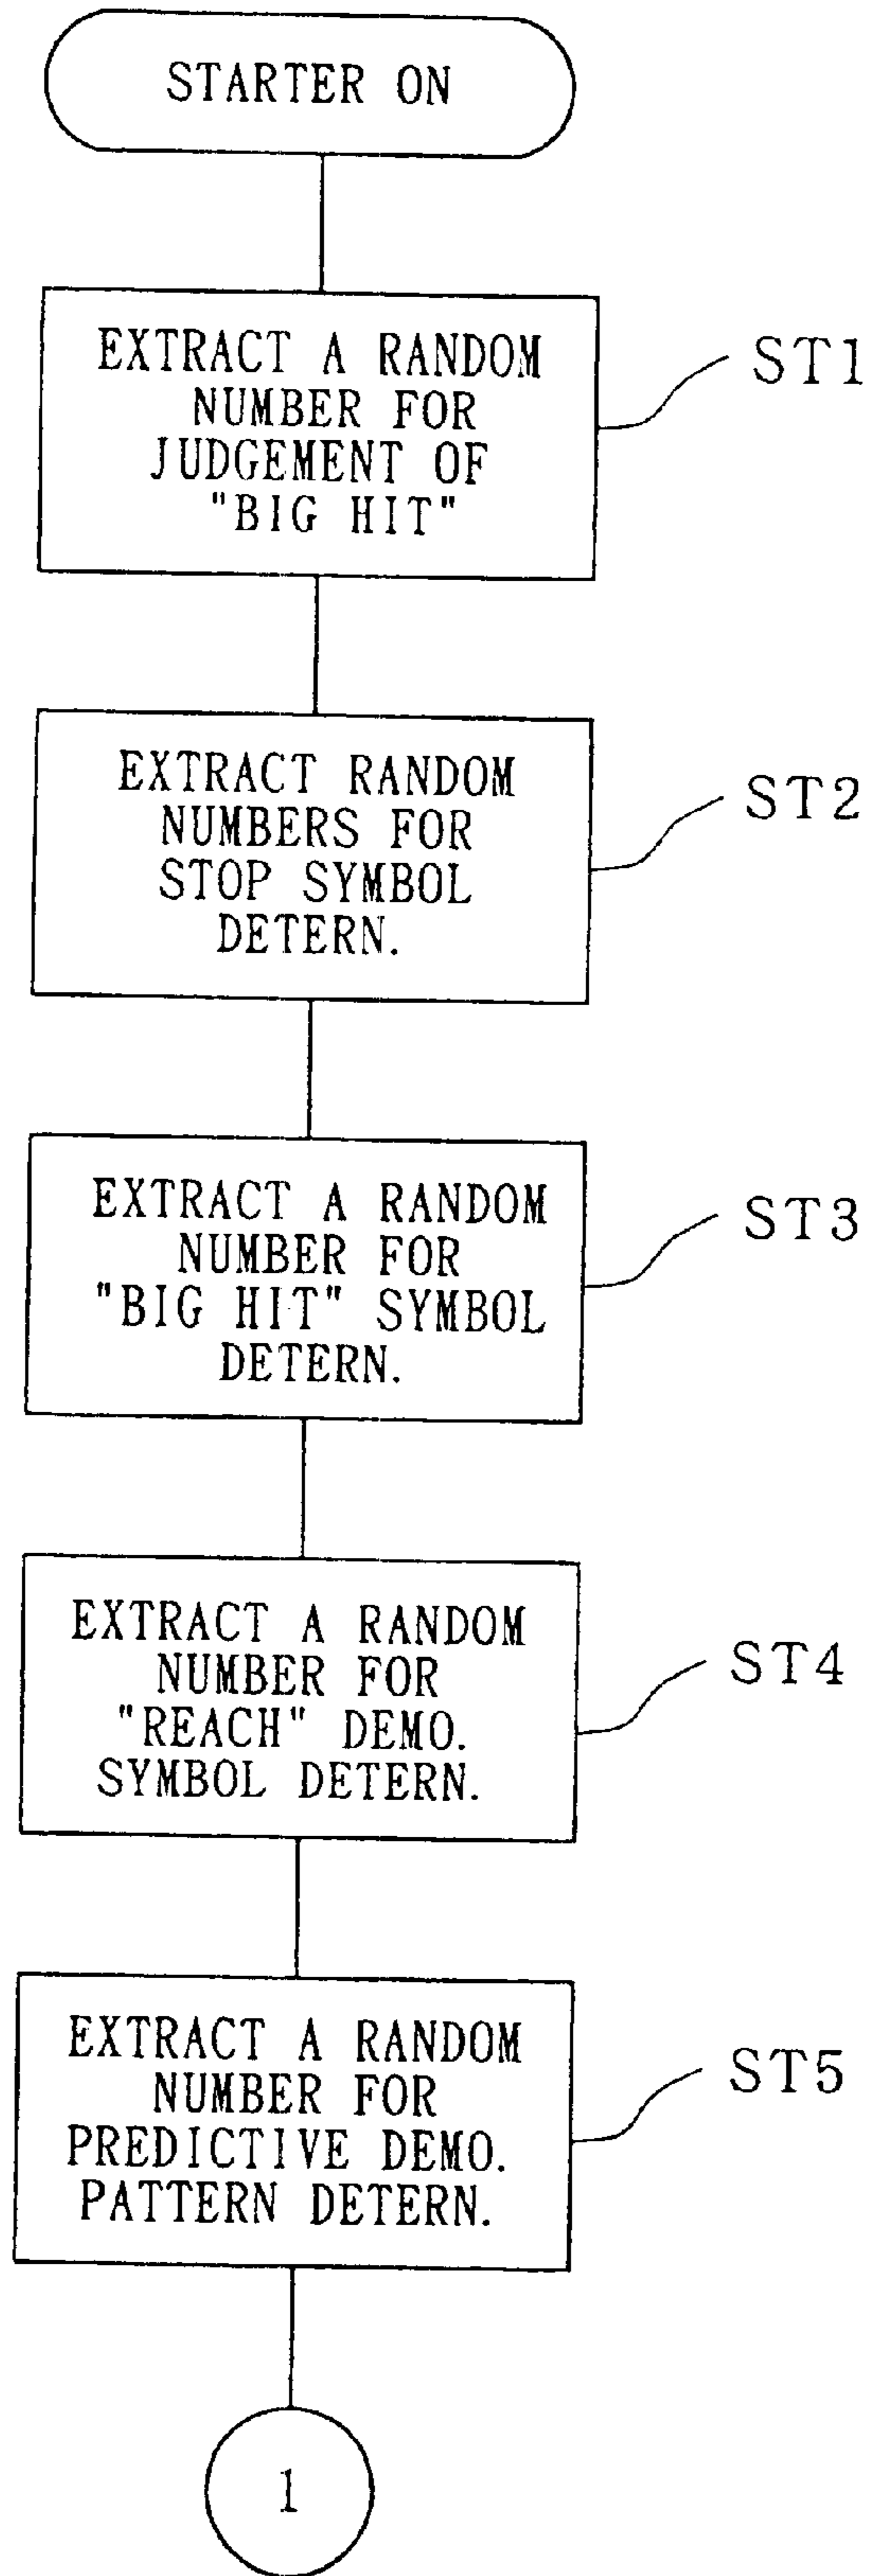 STARTER ON
EXTRACT A RANDOM
NUMBER FOR
JUDGEMENT OF
"BIG HIT"
ST1
EXTRACT RANDOM
NUMBERS FOR
STOP SYMBOL
DETERN.
ST2
EXTRACT A RANDOM
NUMBER FOR
"BIG HIT" SYMBOL
DETERN.
ST3
EXTRACT A RANDOM
NUMBER FOR
"REACH" DEMO.
SYMBOL DETERN.
ST4
EXTRACT A RANDOM
NUMBER FOR
PREDICTIVE DEMO.
PATTERN DETERN.
ST5
1